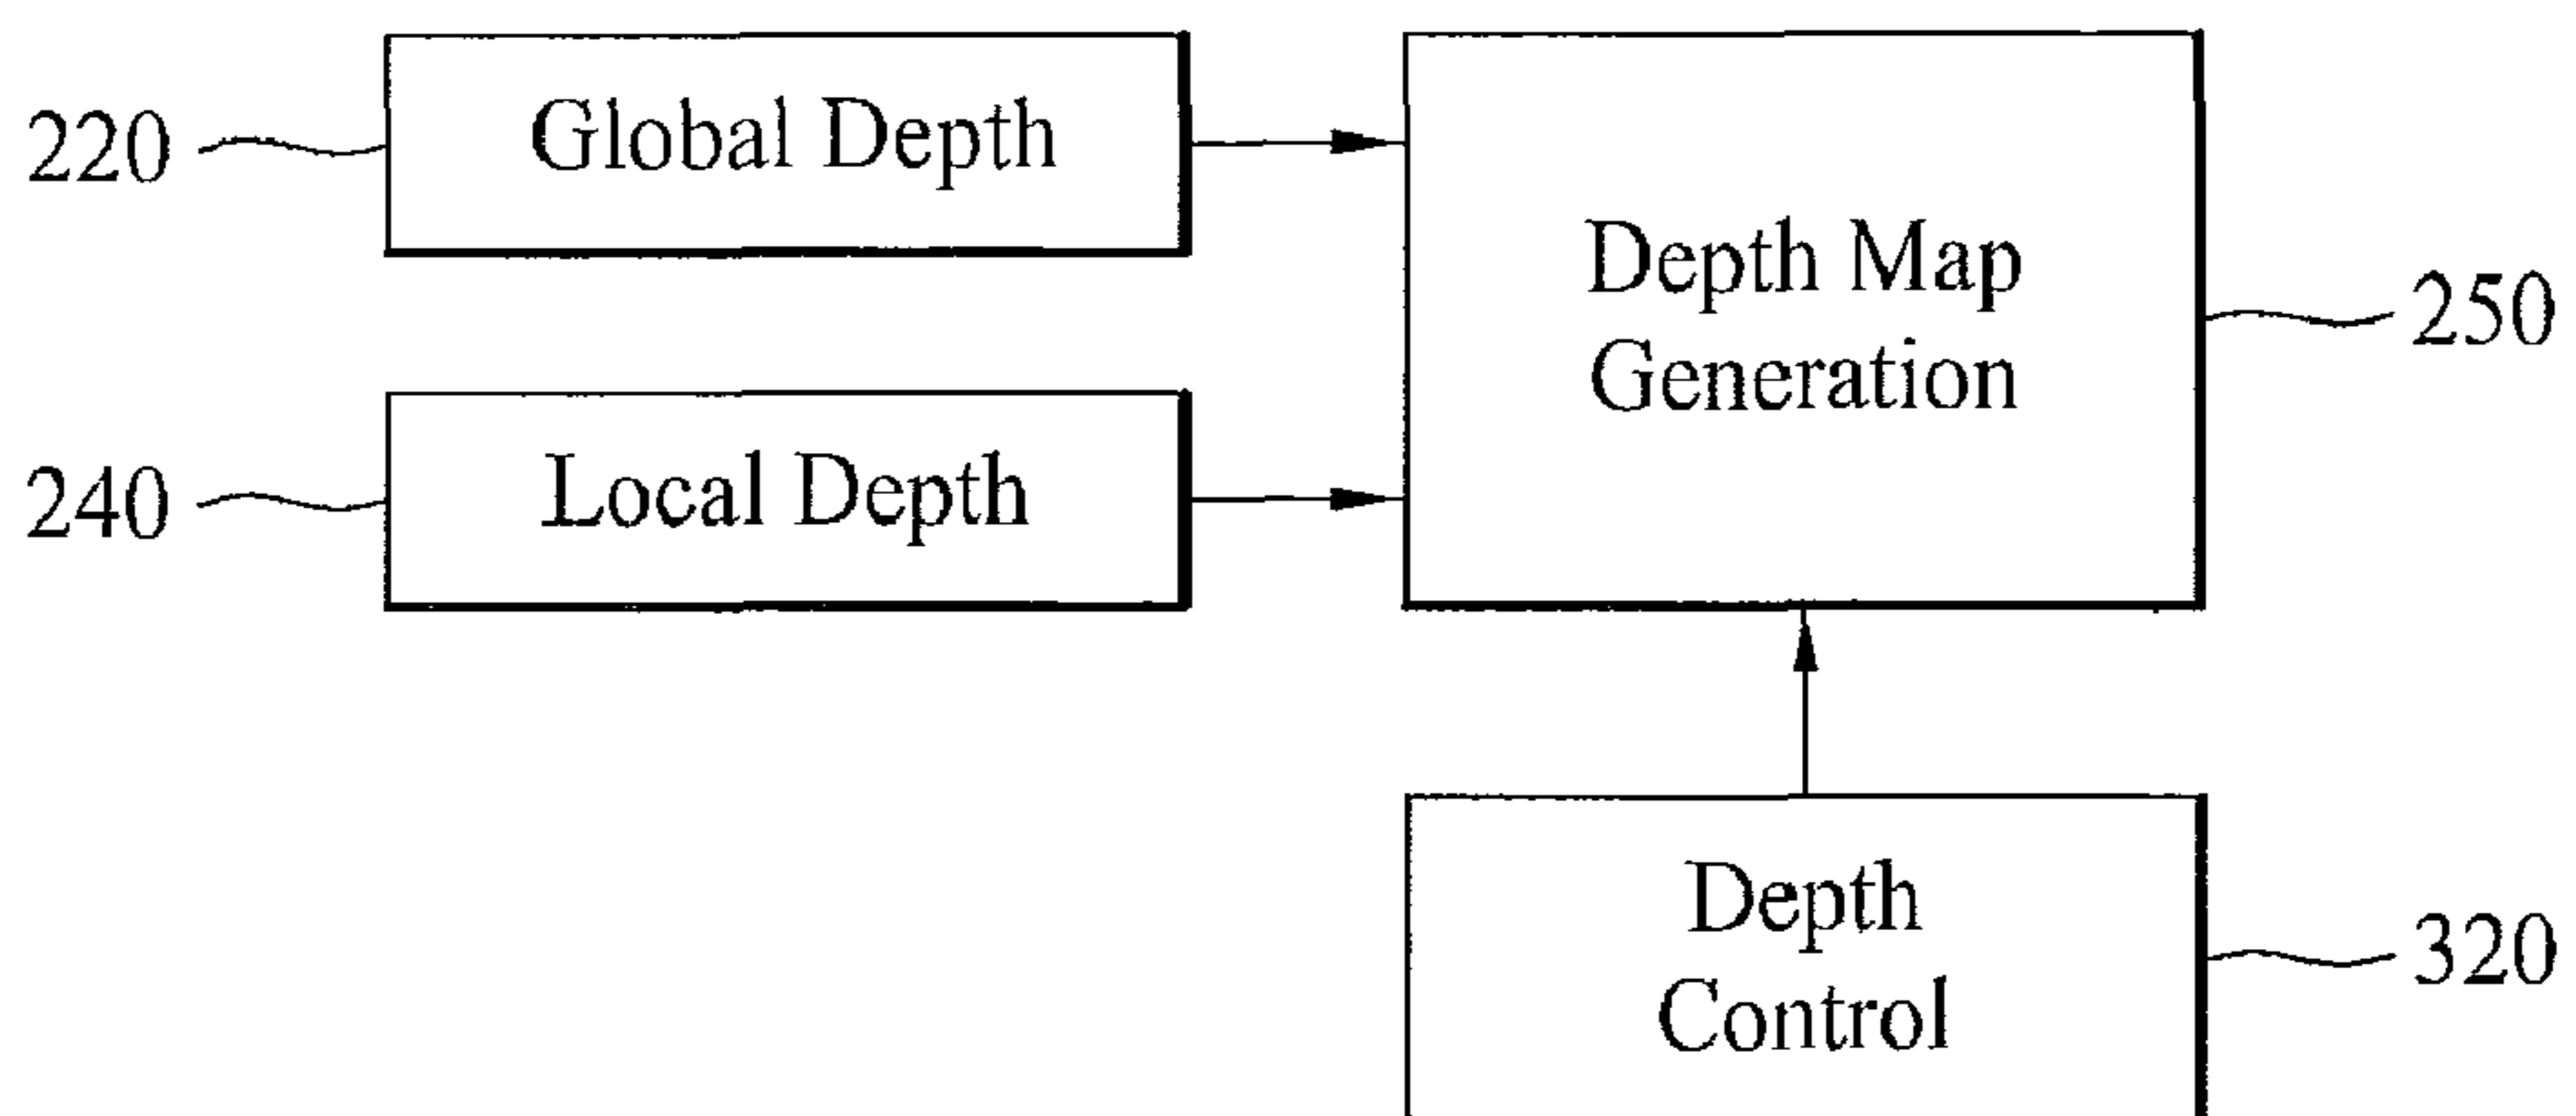 220
Global Depth
Depth Map
Generation
250
240
Local Depth
Depth
Control
320